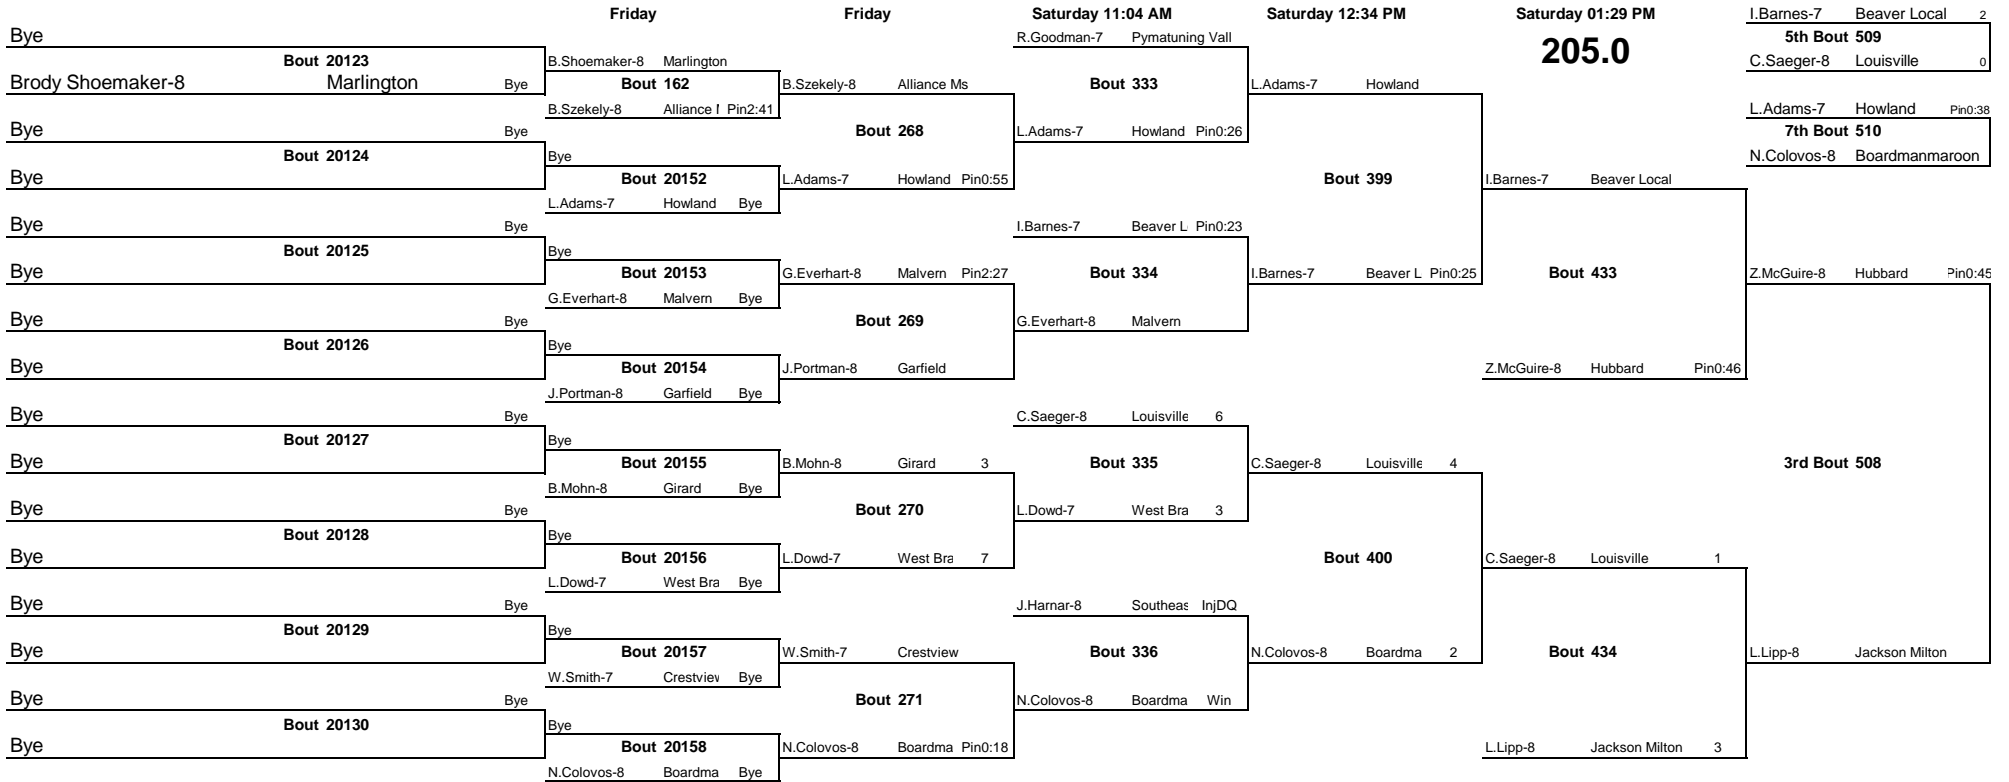 Friday Friday Saturday 11:04 AM Saturday 12:34 PM Saturday 01:29 PM
205.0
Bye
Bout 20123
Brody Shoemaker-8 Marlington Bye
Bye Bye
Bout 20124
Bye
Bye Bye
Bout 20125
Bye
Bye Bye
Bout 20126
Bye
Bye Bye
Bout 20127
Bye
Bye Bye
Bout 20128
Bye
Bye Bye
Bout 20129
Bye
Bye Bye
Bout 20130
Bye
B.Shoemaker-8 Marlington
Bout 162
B.Szekely-8 Alliance M Pin2:41
Bye
Bout 20152
L.Adams-7 Howland Bye
Bye
Bout 20153
G.Everhart-8 Malvern Bye
Bye
Bout 20154
J.Portman-8 Garfield Bye
Bye
Bout 20155
B.Mohn-8 Girard Bye
Bye
Bout 20156
L.Dowd-7 West Bra Bye
Bye
Bout 20157
W.Smith-7 Crestview Bye
Bye
Bout 20158
N.Colovos-8 Boardma Bye
B.Szekely-8 Alliance Ms
Bout 268
L.Adams-7 Howland Pin0:55
G.Everhart-8 Malvern Pin2:27
Bout 269
J.Portman-8 Garfield
B.Mohn-8 Girard 3
Bout 270
L.Dowd-7 West Bra 7
W.Smith-7 Crestview
Bout 271
N.Colovos-8 Boardma Pin0:18
R.Goodman-7 Pymatuning Vall
Bout 333
L.Adams-7 Howland Pin0:26
I.Barnes-7 Beaver L Pin0:23
Bout 334
G.Everhart-8 Malvern
C.Saeger-8 Louisville 6
Bout 335
L.Dowd-7 West Bra 3
J.Harnar-8 Southeas InjDQ
Bout 336
N.Colovos-8 Boardma Win
L.Adams-7 Howland
Bout 399
I.Barnes-7 Beaver L Pin0:25
C.Saeger-8 Louisville 4
Bout 400
N.Colovos-8 Boardma 2
I.Barnes-7 Beaver Local
Bout 433
Z.McGuire-8 Hubbard Pin0:46
C.Saeger-8 Louisville 1
Bout 434
L.Lipp-8 Jackson Milton 3
I.Barnes-7 Beaver Local 2
5th Bout 509
C.Saeger-8 Louisville 0
L.Adams-7 Howland Pin0:38
7th Bout 510
N.Colovos-8 Boardmanmaroon
Z.McGuire-8 Hubbard Pin0:45
3rd Bout 508
L.Lipp-8 Jackson Milton